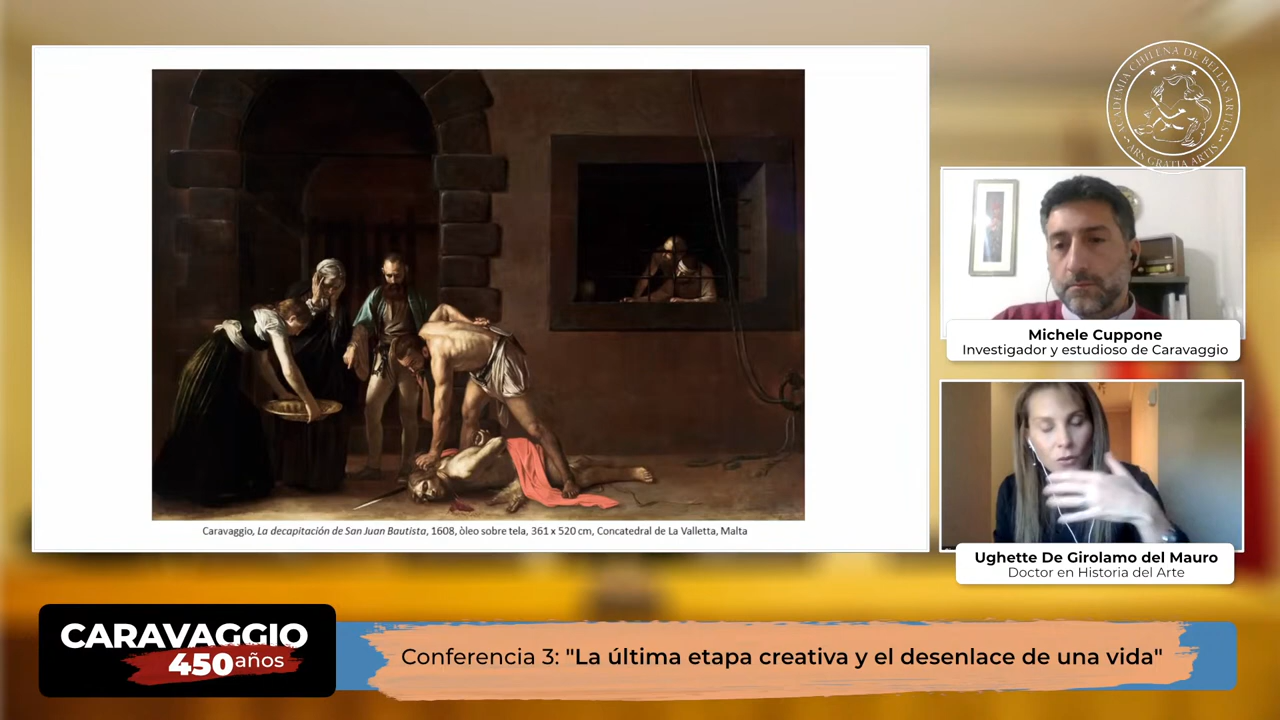 ACADEMIA CHILENA DE BELLAS ARTES
ARS GRATIA ARTIS
Caravaggio, La decapitación de San Juan Bautista, 1608, òleo sobre tela, 361 x 520 cm, Concatedral de La Valletta, Malta
Michele Cuppone
Investigador y estudioso de Caravaggio
Ughette De Girolamo del Mauro
Doctor en Historia del Arte
CARAVAGGIO
450años
Conferencia 3: "La última etapa creativa y el desenlace de una vida"